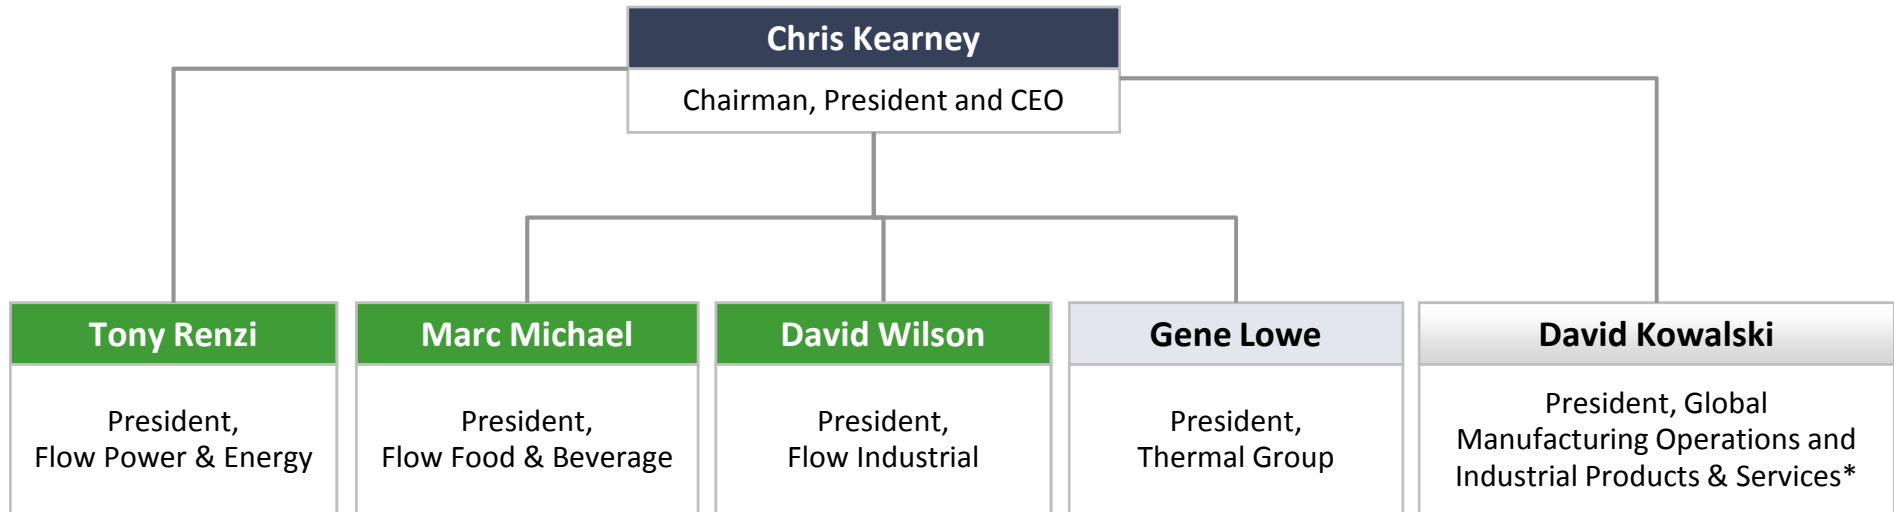 Chris Kearney
Chairman, President and CEO
Tony Renzi
President,
Flow Power & Energy
Marc Michael
President,
Flow Food & Beverage
David Wilson
President,
Flow Industrial
Gene Lowe
President,
Thermal Group
David Kowalski
President, Global
Manufacturing Operations and
Industrial Products & Services*